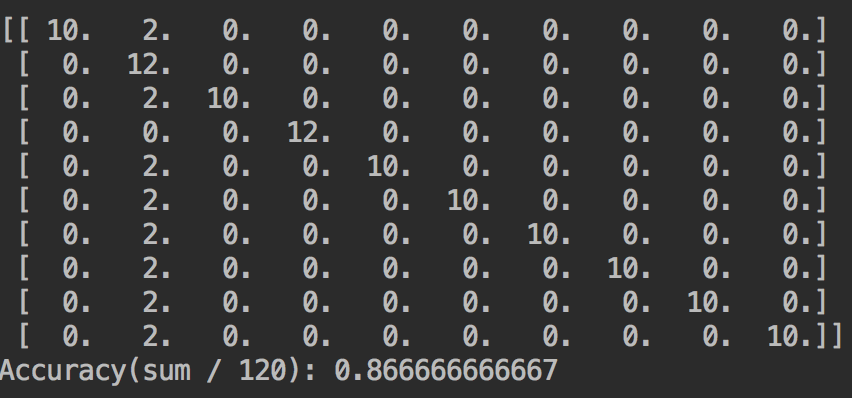 [[ 10.   2.   0.   0.   0.   0.   0.   0.   0.   0.]
 [  0.  12.   0.   0.   0.   0.   0.   0.   0.   0.]
 [  0.   2.  10.   0.   0.   0.   0.   0.   0.   0.]
 [  0.   0.   0.  12.   0.   0.   0.   0.   0.   0.]
 [  0.   2.   0.   0.  10.   0.   0.   0.   0.   0.]
 [  0.   2.   0.   0.   0.  10.   0.   0.   0.   0.]
 [  0.   2.   0.   0.   0.   0.  10.   0.   0.   0.]
 [  0.   2.   0.   0.   0.   0.   0.  10.   0.   0.]
 [  0.   2.   0.   0.   0.   0.   0.   0.  10.   0.]
 [  0.   2.   0.   0.   0.   0.   0.   0.   0.  10.]]
Accuracy(sum / 120): 0.866666666667